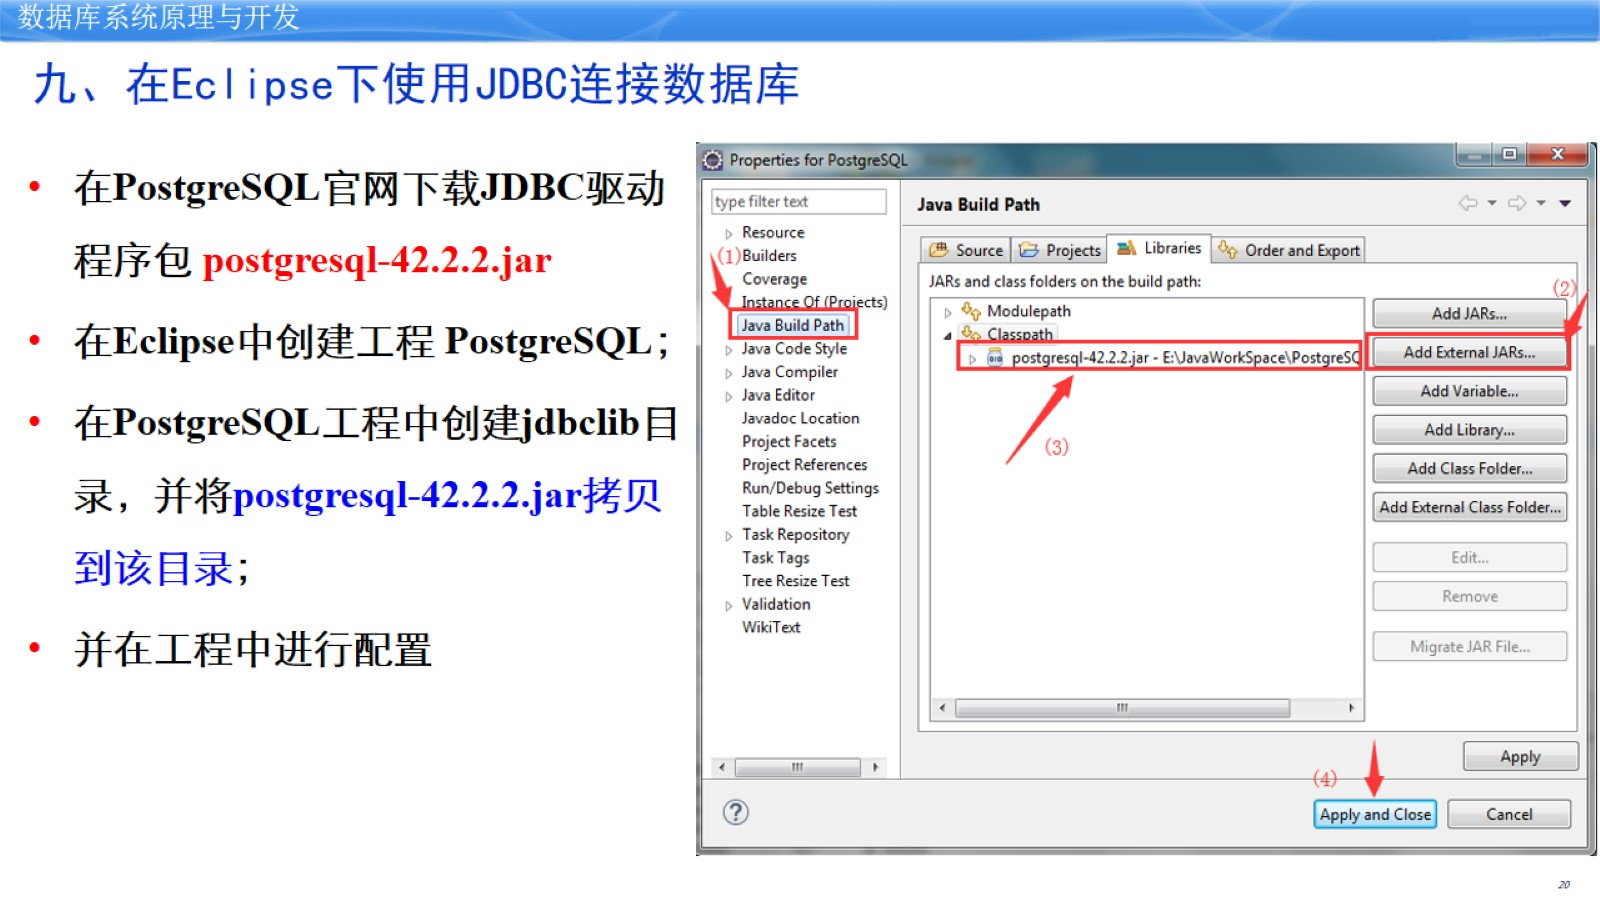 数据库系统原理与开发
九、在Eclipse下使用JDBC连接数据库
• 在PostgreSQL官网下载JDBC驱动
程序包 postgresql-42.2.2.jar
• 在Eclipse中创建工程 PostgreSQL；
• 在PostgreSQL工程中创建jdbclib目
录，并将postgresql-42.2.2.jar拷贝
到该目录；
• 并在工程中进行配置
Properties for PostgreSQL
type filter text
Resource
(1)
Builders
Coverage
Instance Of (Projects)
Java Build Path
Java Code Style
Java Compiler
Java Editor
Javadoc Location
Project Facets
Project References
Run/Debug Settings
Table Resize Test
Task Repository
Task Tags
Tree Resize Test
Validation
WikiText
Java Build Path
Source
Projects
Libraries
Order and Export
JARs and class folders on the build path:
Modulepath
Classpath
postgresql-42.2.2.jar - E:\JavaWorkSpace\PostgreSQ
(3)
(2)
Add JARs...
Add External JARs...
Add Variable...
Add Library...
Add Class Folder...
Add External Class Folder...
Edit...
Remove
Migrate JAR File...
Apply
(4)
Apply and Close
Cancel
20